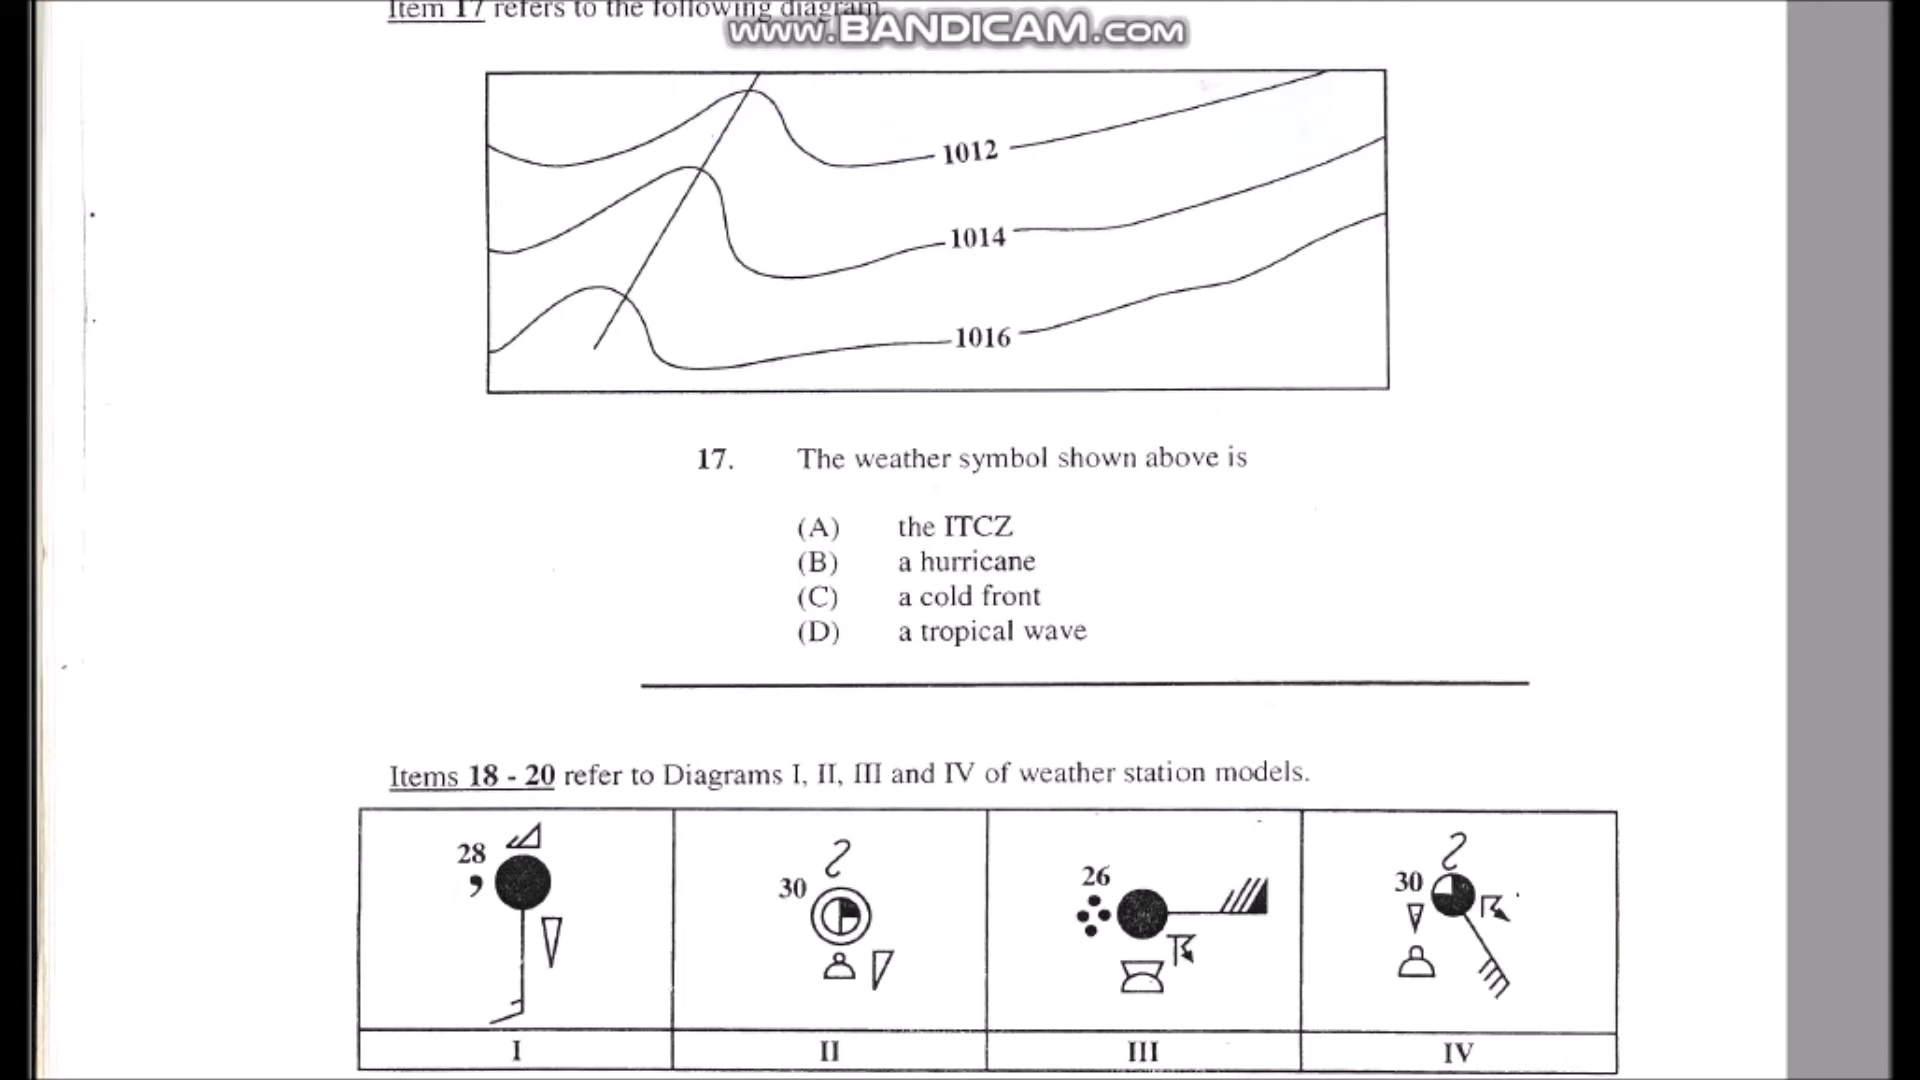 Item 17 refers to the following diagram.
www.BANDICAM.com
1012
1014
1016
17. The weather symbol shown above is
(A) the ITCZ
(B) a hurricane
(C) a cold front
(D) a tropical wave
Items 18 - 20 refer to Diagrams I, II, III and IV of weather station models.
28
30
26
30
I II III IV